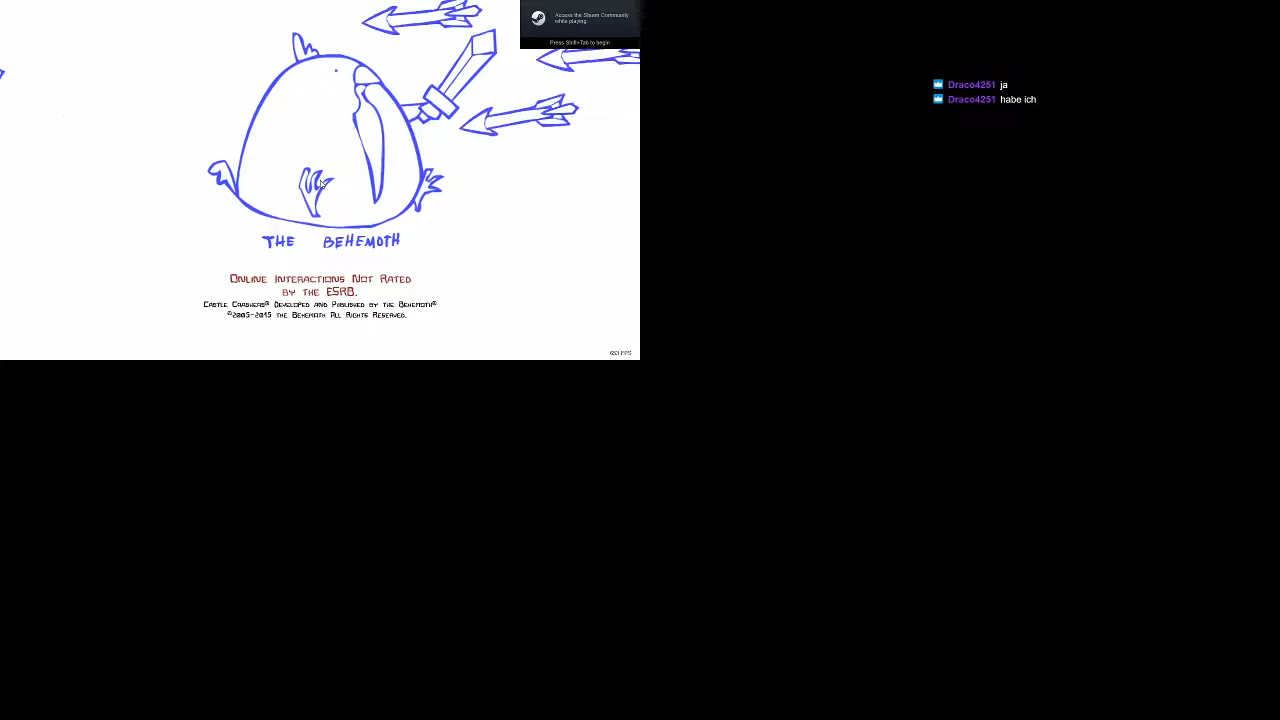 Access the Steam Community
while playing.
Press Shift+Tab to begin
THE BEHEMOTH
Online Interactions Not Rated
by the ESRB.
Castle Crashers® Developed and Published by the Behemoth®
©2005-2015 the Behemoth All Rights Reserved.
653 FPS
Draco4251 ja
Draco4251 habe ich